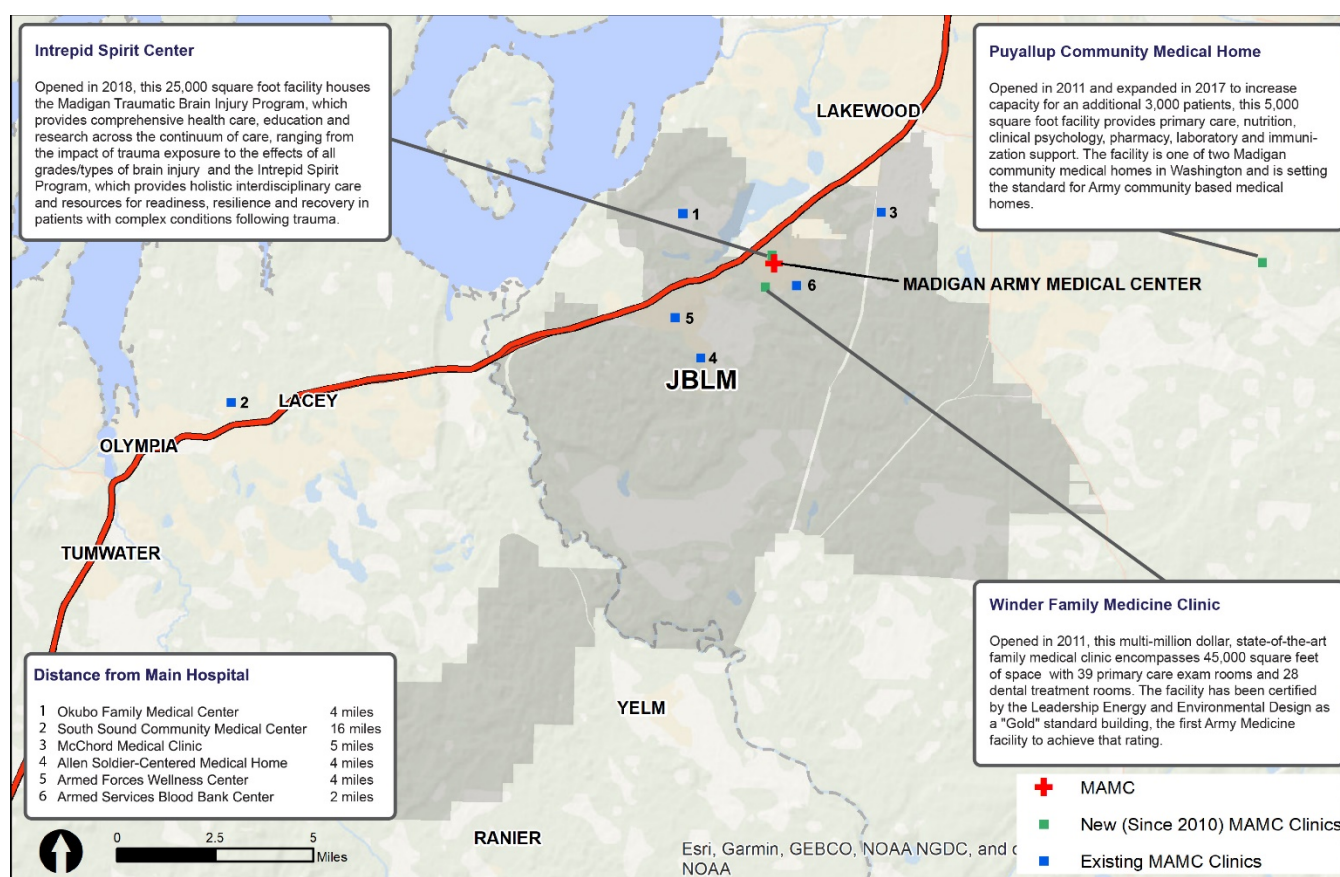 Intrepid Spirit Center
Opened in 2018, this 25,000 square foot facility houses
the Madigan Traumatic Brain Injury Program, which
provides comprehensive health care, education and
research across the continuum of care, ranging from
the impact of trauma exposure to the effects of all
grades/types of brain injury and the Intrepid Spirit
Program, which provides holistic interdisciplinary care
and resources for readiness, resilience and recovery in
patients with complex conditions following trauma.
Puyallup Community Medical Home
Opened in 2011 and expanded in 2017 to increase
capacity for an additional 3,000 patients, this 5,000
square foot facility provides primary care, nutrition,
clinical psychology, pharmacy, laboratory and immuni-
zation support. The facility is one of two Madigan
community medical homes in Washington and is setting
the standard for Army community based medical
homes.
LAKEWOOD
1
3
MADIGAN ARMY MEDICAL CENTER
6
5
4
JBLM
2
LACEY
OLYMPIA
TUMWATER
YELM
RANIER
Winder Family Medicine Clinic
Opened in 2011, this multi-million dollar, state-of-the-art
family medical clinic encompasses 45,000 square feet
of space with 39 primary care exam rooms and 28
dental treatment rooms. The facility has been certified
by the Leadership Energy and Environmental Design as
a "Gold" standard building, the first Army Medicine
facility to achieve that rating.
Distance from Main Hospital
1 Okubo Family Medical Center 4 miles
2 South Sound Community Medical Center 16 miles
3 McChord Medical Clinic 5 miles
4 Allen Soldier-Centered Medical Home 4 miles
5 Armed Forces Wellness Center 4 miles
6 Armed Services Blood Bank Center 2 miles
0 2.5 5
Miles
Esri, Garmin, GEBCO, NOAA NGDC, and
NOAA
MAMC
New (Since 2010) MAMC Clinics
Existing MAMC Clinics